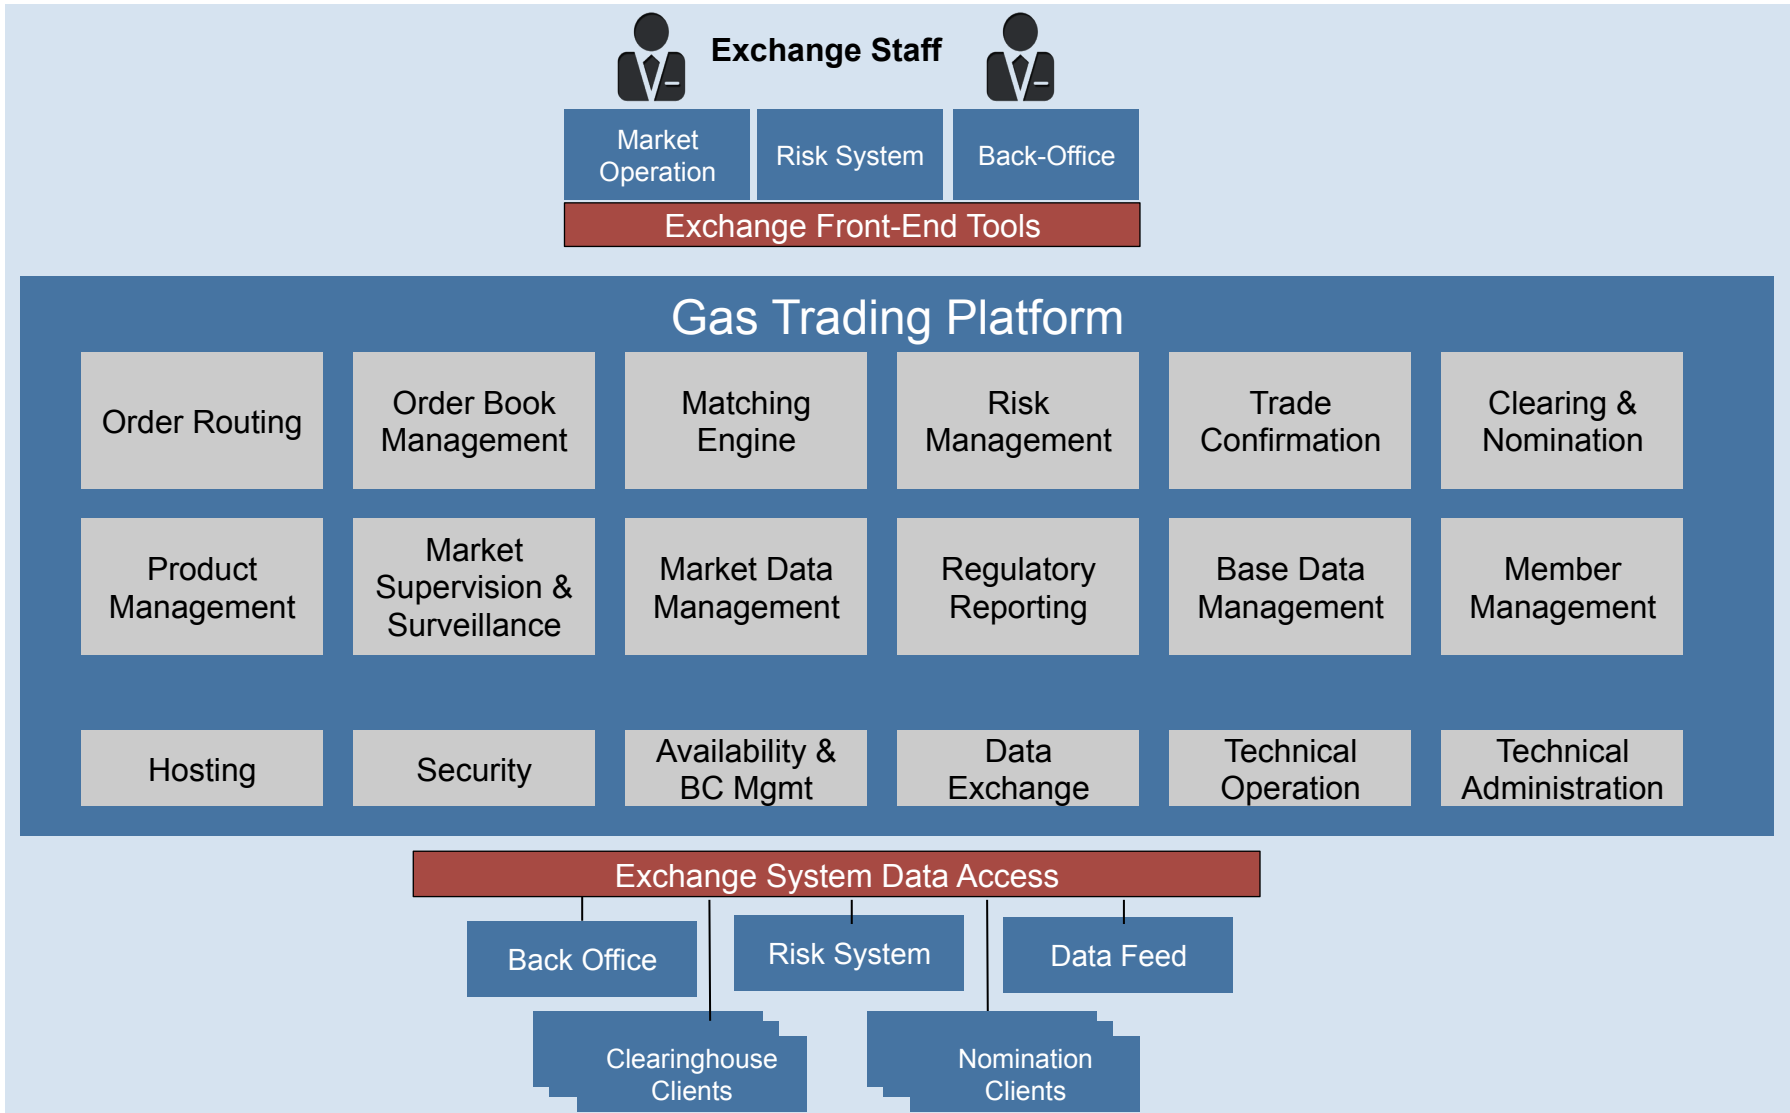 Exchange Staff
Market
Operation
Risk System
Back-Office
Exchange Front-End Tools
Gas Trading Platform
Order Routing
Order Book
Management
Matching
Engine
Risk
Management
Trade
Confirmation
Clearing &
Nomination
Product
Management
Market
Supervision &
Surveillance
Market Data
Management
Regulatory
Reporting
Base Data
Management
Member
Management
Hosting
Security
Availability &
BC Mgmt
Data
Exchange
Technical
Operation
Technical
Administration
Exchange System Data Access
Back Office
Risk System
Data Feed
Clearinghouse
Clients
Nomination
Clients